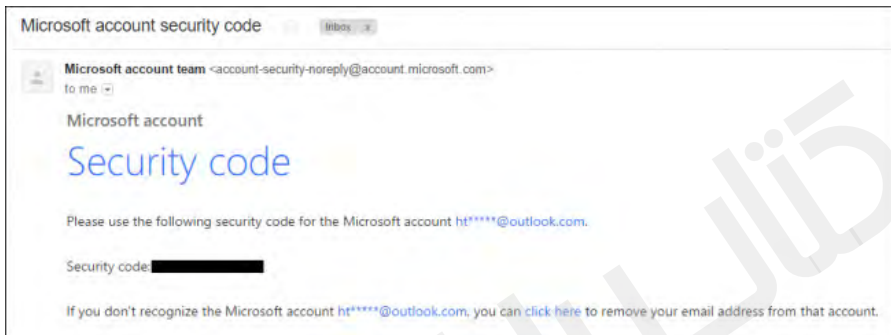 Microsoft account security code
Inbox x
Microsoft account team <account-security-noreply@account.microsoft.com>
to me
Microsoft account
Security code
Please use the following security code for the Microsoft account ht*****@outlook.com.
Security code:
If you don't recognize the Microsoft account ht*****@outlook.com, you can click here to remove your email address from that account.